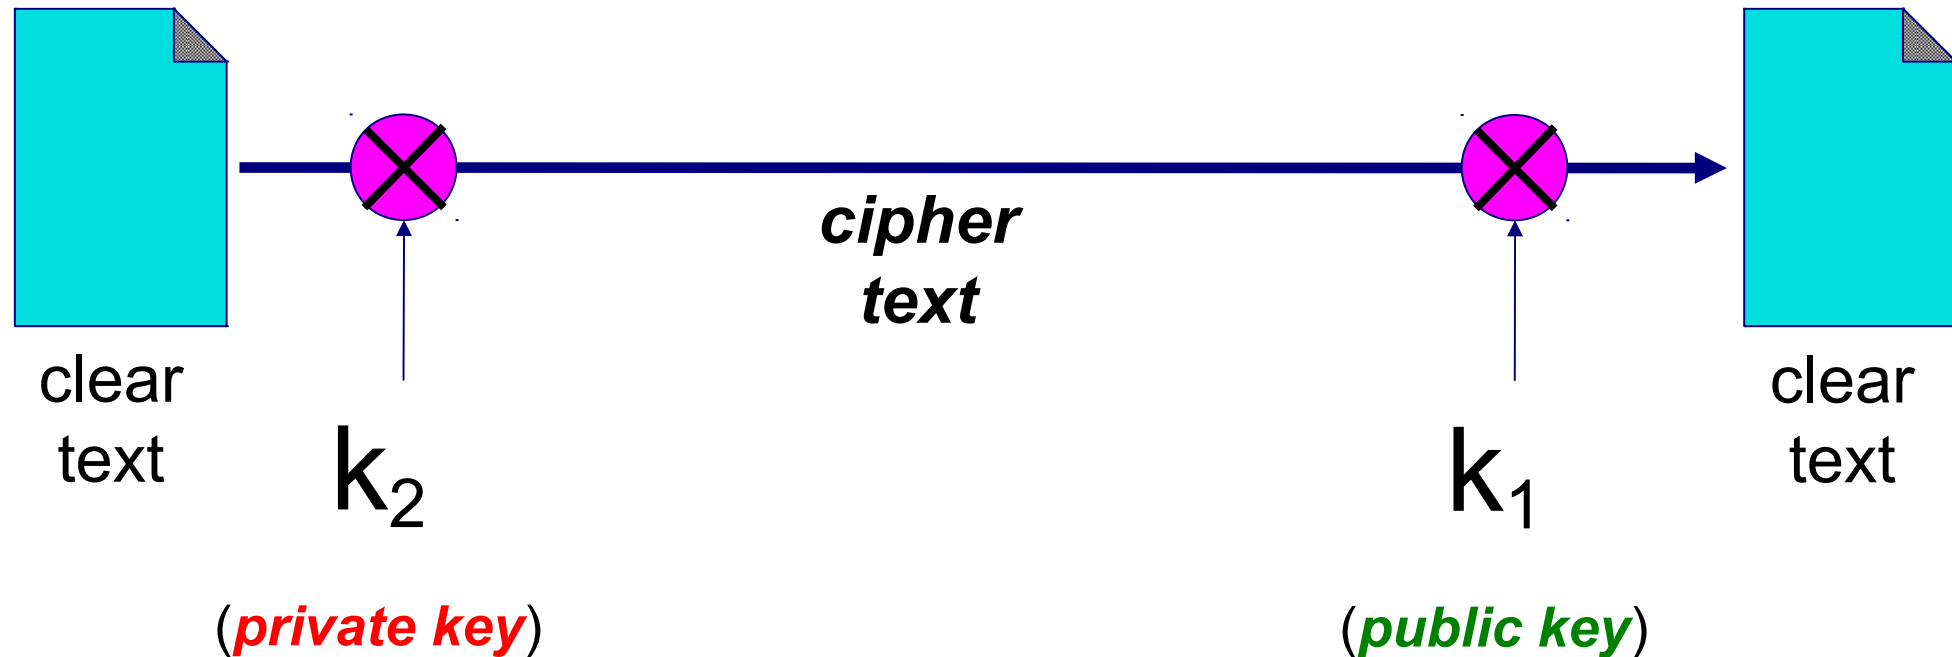 cipher
text
clear
text
clear
text
k₂
k₁
(private key)
(public key)